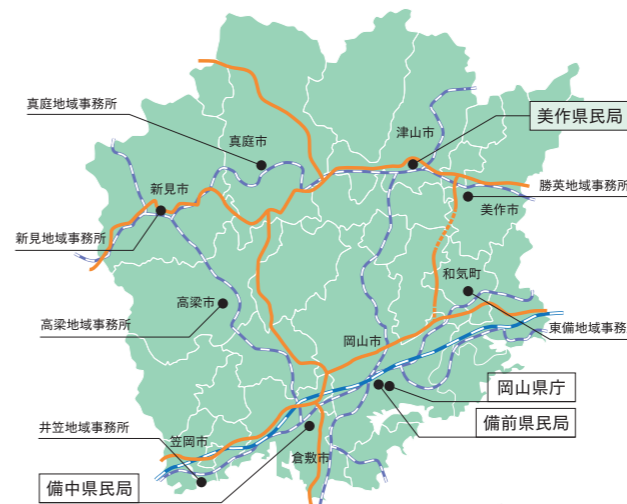 真庭地域事務所
真庭市
津山市
美作県民局
新見市
勝英地域事務所
美作市
新見地域事務所
和気町
高梁市
高梁地域事務所
岡山市
東備地域事務
岡山県庁
井笠地域事務所
笠岡市
備前県民局
倉敷市
備中県民局